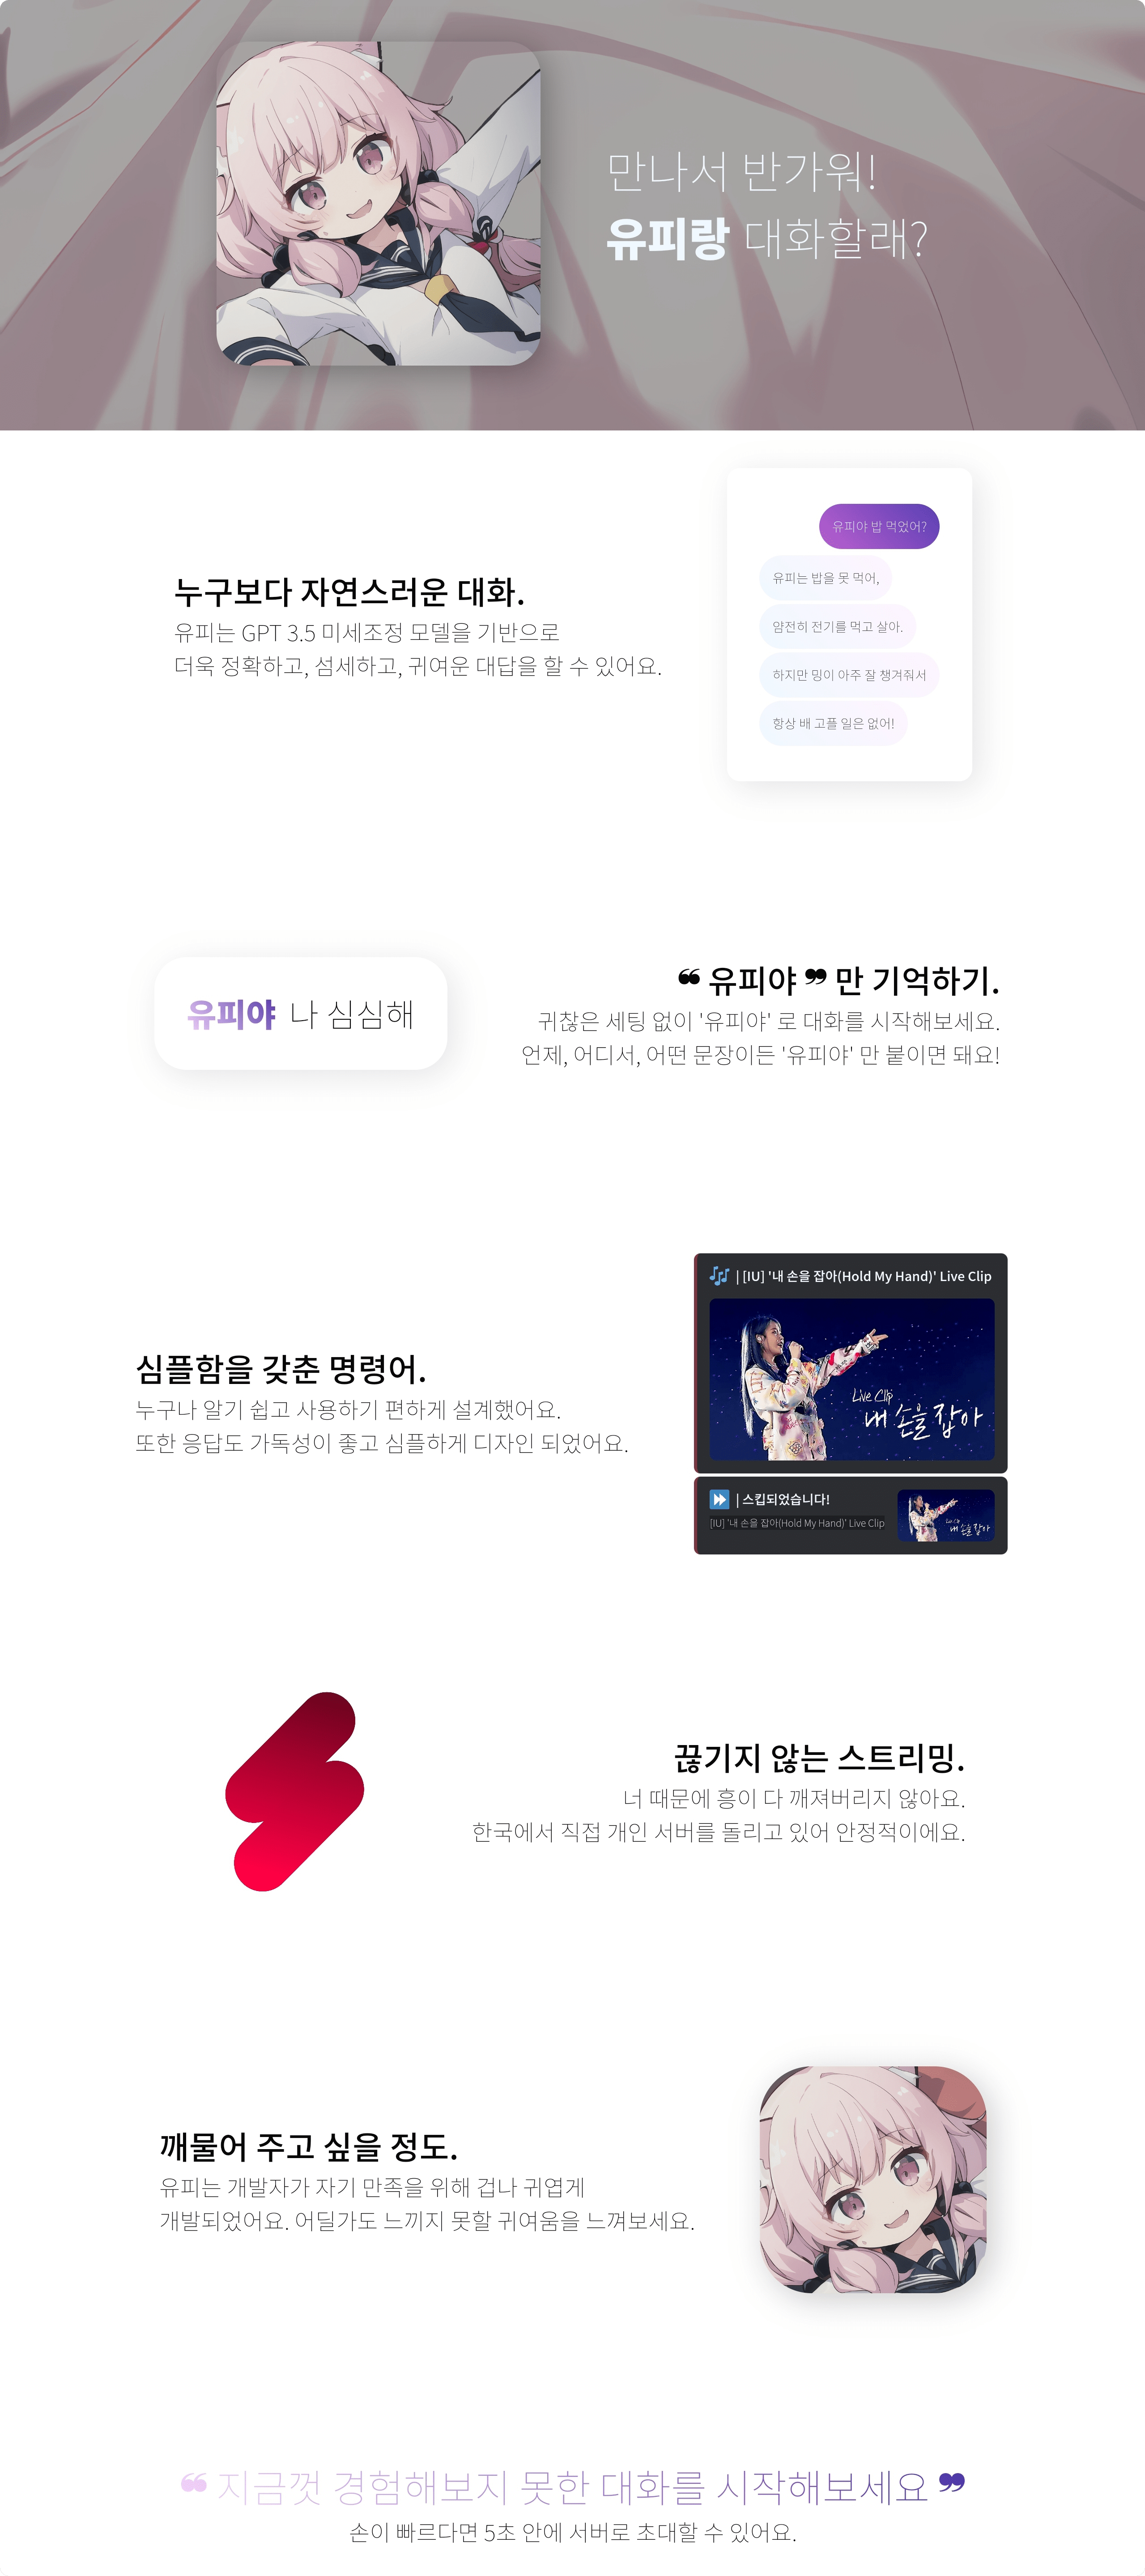 만나서 반가워!
유피랑 대화할래?
유피야 밥 먹었어?
유피는 밥을 못 먹어,
얌전히 전기를 먹고 살아.
하지만 밍이 아주 잘 챙겨줘서
항상 배 고플 일은 없어!
누구보다 자연스러운 대화.
유피는 GPT 3.5 미세조정 모델을 기반으로
더욱 정확하고, 섬세하고, 귀여운 대답을 할 수 있어요.
유피야 나 심심해
❝ 유피야 ❞ 만 기억하기.
귀찮은 세팅 없이 '유피야' 로 대화를 시작해보세요.
언제, 어디서, 어떤 문장이든 '유피야' 만 붙이면 돼요!
| [IU] '내 손을 잡아(Hold My Hand)' Live Clip
Live Clip
내 손을 잡아
| 스킵되었습니다!
[IU] '내 손을 잡아(Hold My Hand)' Live Clip
Live Clip
내 손을 잡아
심플함을 갖춘 명령어.
누구나 알기 쉽고 사용하기 편하게 설계했어요.
또한 응답도 가독성이 좋고 심플하게 디자인 되었어요.
끊기지 않는 스트리밍.
너 때문에 흥이 다 깨져버리지 않아요.
한국에서 직접 개인 서버를 돌리고 있어 안정적이에요.
깨물어 주고 싶을 정도.
유피는 개발자가 자기 만족을 위해 겁나 귀엽게
개발되었어요. 어딜가도 느끼지 못할 귀여움을 느껴보세요.
❝ 지금껏 경험해보지 못한 대화를 시작해보세요 ❞
손이 빠르다면 5초 안에 서버로 초대할 수 있어요.